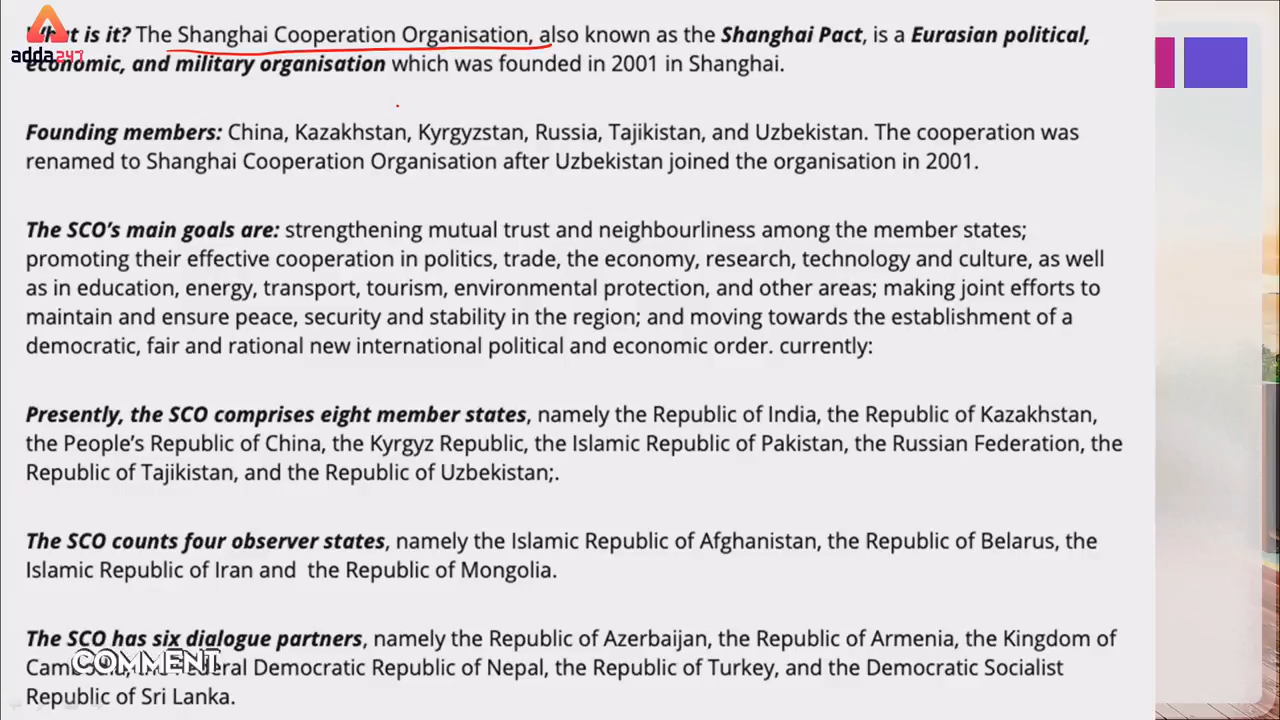 What is it? The Shanghai Cooperation Organisation, also known as the Shanghai Pact, is a Eurasian political,
adda247
economic, and military organisation which was founded in 2001 in Shanghai.
Founding members: China, Kazakhstan, Kyrgyzstan, Russia, Tajikistan, and Uzbekistan. The cooperation was
renamed to Shanghai Cooperation Organisation after Uzbekistan joined the organisation in 2001.
The SCO's main goals are: strengthening mutual trust and neighbourliness among the member states;
promoting their effective cooperation in politics, trade, the economy, research, technology and culture, as well
as in education, energy, transport, tourism, environmental protection, and other areas; making joint efforts to
maintain and ensure peace, security and stability in the region; and moving towards the establishment of a
democratic, fair and rational new international political and economic order. currently:
Presently, the SCO comprises eight member states, namely the Republic of India, the Republic of Kazakhstan,
the People's Republic of China, the Kyrgyz Republic, the Islamic Republic of Pakistan, the Russian Federation, the
Republic of Tajikistan, and the Republic of Uzbekistan;.
The SCO counts four observer states, namely the Islamic Republic of Afghanistan, the Republic of Belarus, the
Islamic Republic of Iran and the Republic of Mongolia.
The SCO has six dialogue partners, namely the Republic of Azerbaijan, the Republic of Armenia, the Kingdom of
COMMENT
Democratic Republic of Nepal, the Republic of Turkey, and the Democratic Socialist
Republic of Sri Lanka.